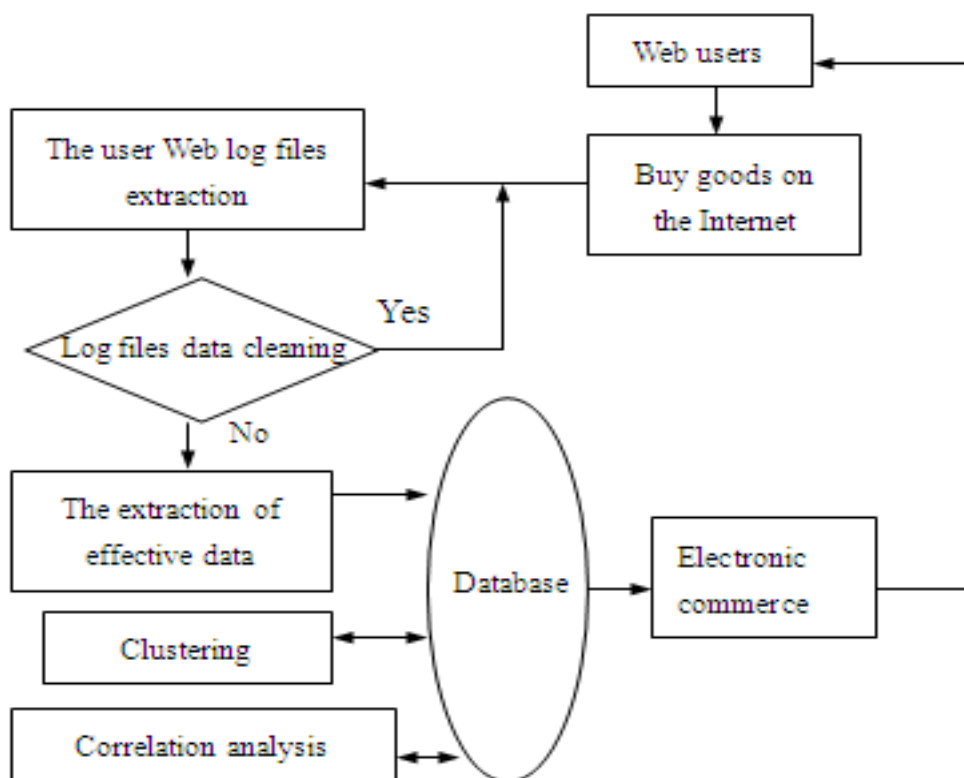 Web users
The user Web log files
extraction
Buy goods on
the Internet
Yes
Log files data cleaning
No
The extraction of
effective data
Database
Electronic
commerce
Clustering
Correlation analysis